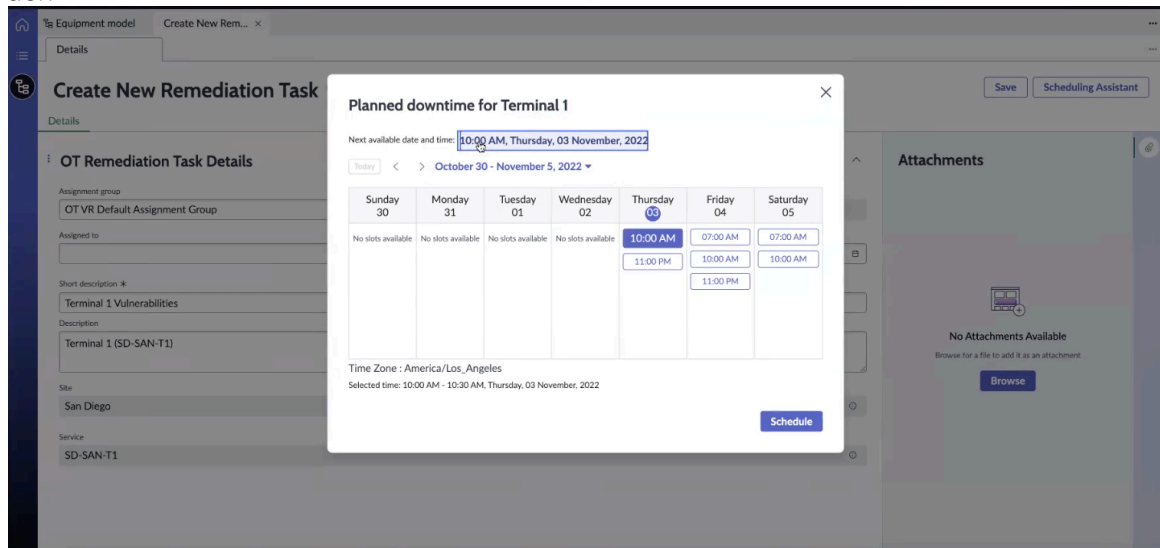 Equipment model
Create New Rem... ×
Details
Create New Remediation Task
Save
Scheduling Assistant
Details
OT Remediation Task Details
Assignment group
OT VR Default Assignment Group
Assigned to
Short description *
Terminal 1 Vulnerabilities
Description
Terminal 1 (SD-SAN-T1)
Site
San Diego
Service
SD-SAN-T1
Planned downtime for Terminal 1
Next available date and time: 10:00 AM, Thursday, 03 November, 2022
Today < > October 30 - November 5, 2022
Sunday 30
Monday 31
Tuesday 01
Wednesday 02
Thursday 03
Friday 04
Saturday 05
No slots available
No slots available
No slots available
No slots available
10:00 AM
11:00 PM
07:00 AM
10:00 AM
11:00 PM
07:00 AM
10:00 AM
Time Zone : America/Los_Angeles
Selected time: 10:00 AM - 10:30 AM, Thursday, 03 November, 2022
Schedule
Attachments
No Attachments Available
Browse for a file to add it as an attachment
Browse